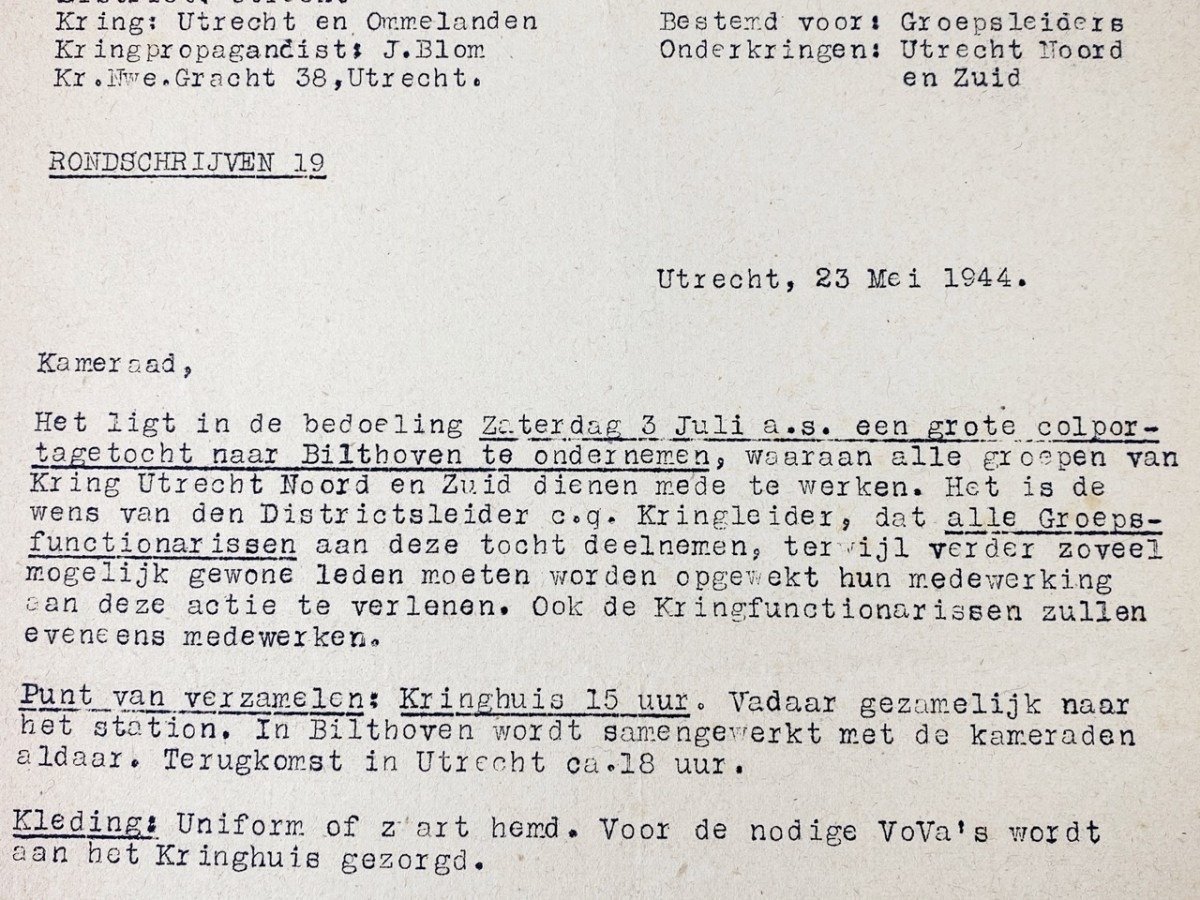 District: Utrecht
Kring: Utrecht en Ommelanden
Kringpropagandist: J.Blom
Kr.Nwe.Gracht 38,Utrecht.
Bestemd voor: Groepsleiders
Onderkringen: Utrecht Noord
en Zuid
RONDSCHRIJVEN 19
Utrecht, 23 Mei 1944.
Kameraad,
Het ligt in de bedoeling Zaterdag 3 Juli a.s. een grote colpor-
tagetocht naar Bilthoven te ondernemen, waaraan alle groepen van
Kring Utrecht Noord en Zuid dienen mede te werken. Het is de
wens van den Districtsleider c.q. Kringleider, dat alle Groeps-
functionarissen aan deze tocht deelnemen, terwijl verder zoveel
mogelijk gewone leden moeten worden opgewekt hun medewerking
aan deze actie te verlenen. Ook de Kringfunctionarissen zullen
eveneens medewerken.
Punt van verzamelen: Kringhuis 15 uur. Vadaar gezamelijk naar
het station. In Bilthoven wordt samengewerkt met de kameraden
aldaar. Terugkomst in Utrecht ca.18 uur.
Kleding: Uniform of zwart hemd. Voor de nodige VoVa's wordt
aan het Kringhuis gezorgd.